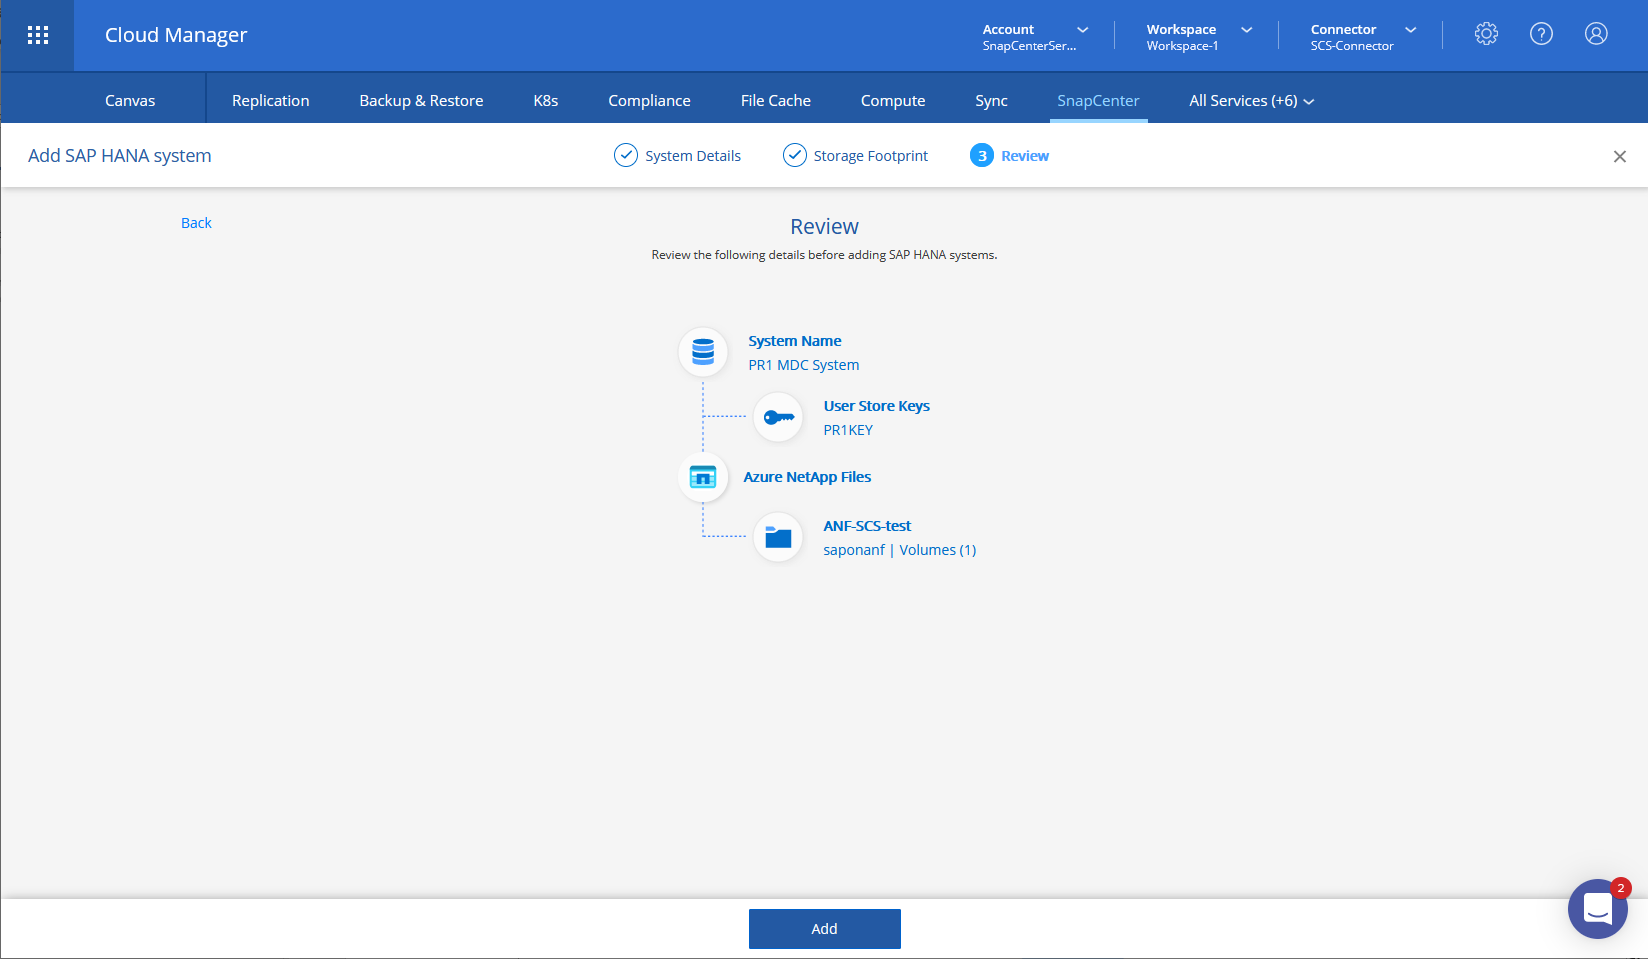 Cloud Manager
Account
SnapCenterSer...
Workspace
Workspace-1
Connector
SCS-Connector
Canvas
Replication
Backup & Restore
K8s
Compliance
File Cache
Compute
Sync
SnapCenter
All Services (+6)
Add SAP HANA system
System Details
Storage Footprint
3 Review
Back
Review
Review the following details before adding SAP HANA systems.
System Name
PR1 MDC System
User Store Keys
PR1KEY
Azure NetApp Files
ANF-SCS-test
saponanf | Volumes (1)
Add
2